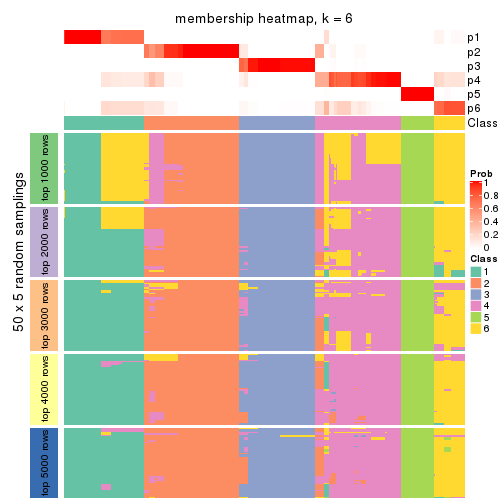 membership heatmap, k = 6
p1
p2
p3
p4
p5
p6
Class
50 x 5 random samplings
top 1000 rows
top 2000 rows
top 3000 rows
top 4000 rows
top 5000 rows
Prob
1
0.8
0.6
0.4
0.2
0
Class
1
2
3
4
5
6